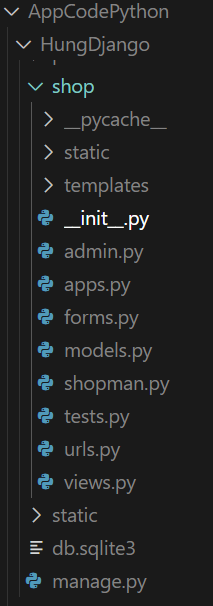 AppCodePython
HungDjango
shop
__pycache__
static
templates
__init__.py
admin.py
apps.py
forms.py
models.py
shopman.py
tests.py
urls.py
views.py
static
db.sqlite3
manage.py